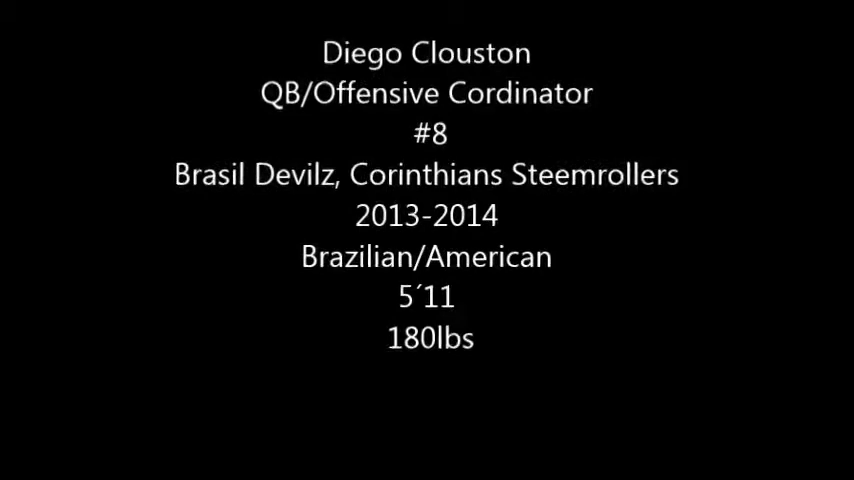 Diego Clouston
QB/Offensive Cordinator
#8
Brasil Devilz, Corinthians Steemrollers
2013-2014
Brazilian/American
5´11
180lbs